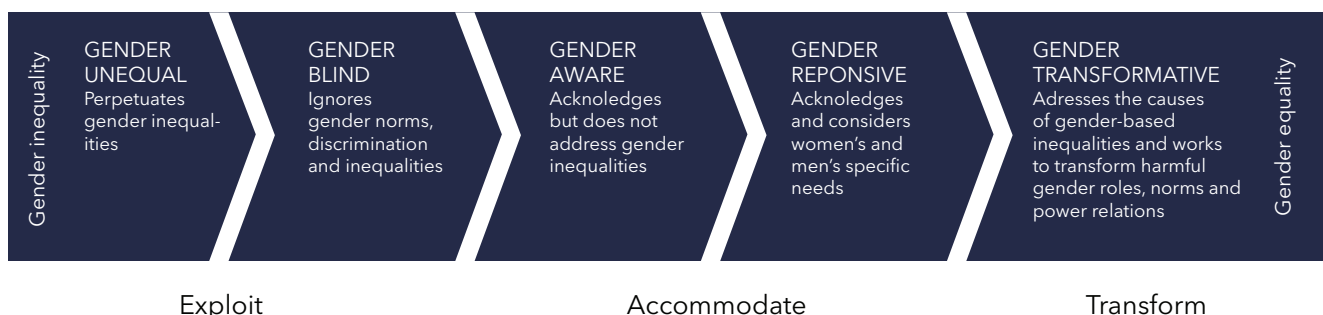 Gender inequality
GENDER
UNEQUAL
Perpetuates
gender inequal-
ities
GENDER
BLIND
Ignores
gender norms,
discrimination
and inequalities
GENDER
AWARE
Acknoledges
but does not
address gender
inequalities
GENDER
REPONSIVE
Acknoledges
and considers
women’s and
men’s specific
needs
GENDER
TRANSFORMATIVE
Adresses the causes
of gender-based
inequalities and works
to transform harmful
gender roles, norms and
power relations
Gender equality
Exploit
Accommodate
Transform